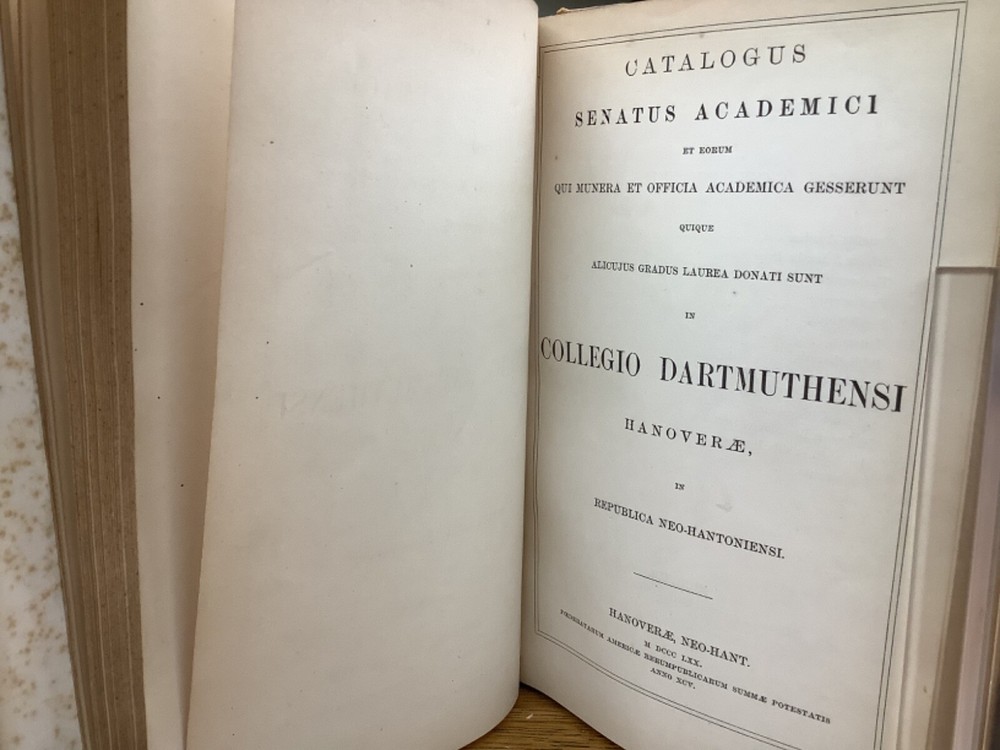 CATALOGUS
SENATUS ACADEMICI
ET EORUM
QUI MUNERA ET OFFICIA ACADEMICA GESSERUNT
QUIQUE
ALICUJUS GRADUS LAUREA DONATI SUNT
IN
COLLEGIO DARTMUTHENSI
HANOVERÆ,
IN
REPUBLICA NEO-HANTONIENSI.
HANOVERÆ, NEO-HANT.
M DCCC LXX.
FŒDERATARUM AMERICÆ RERUMPUBLICARUM SUMMÆ POTESTATIS
ANNO XCV.